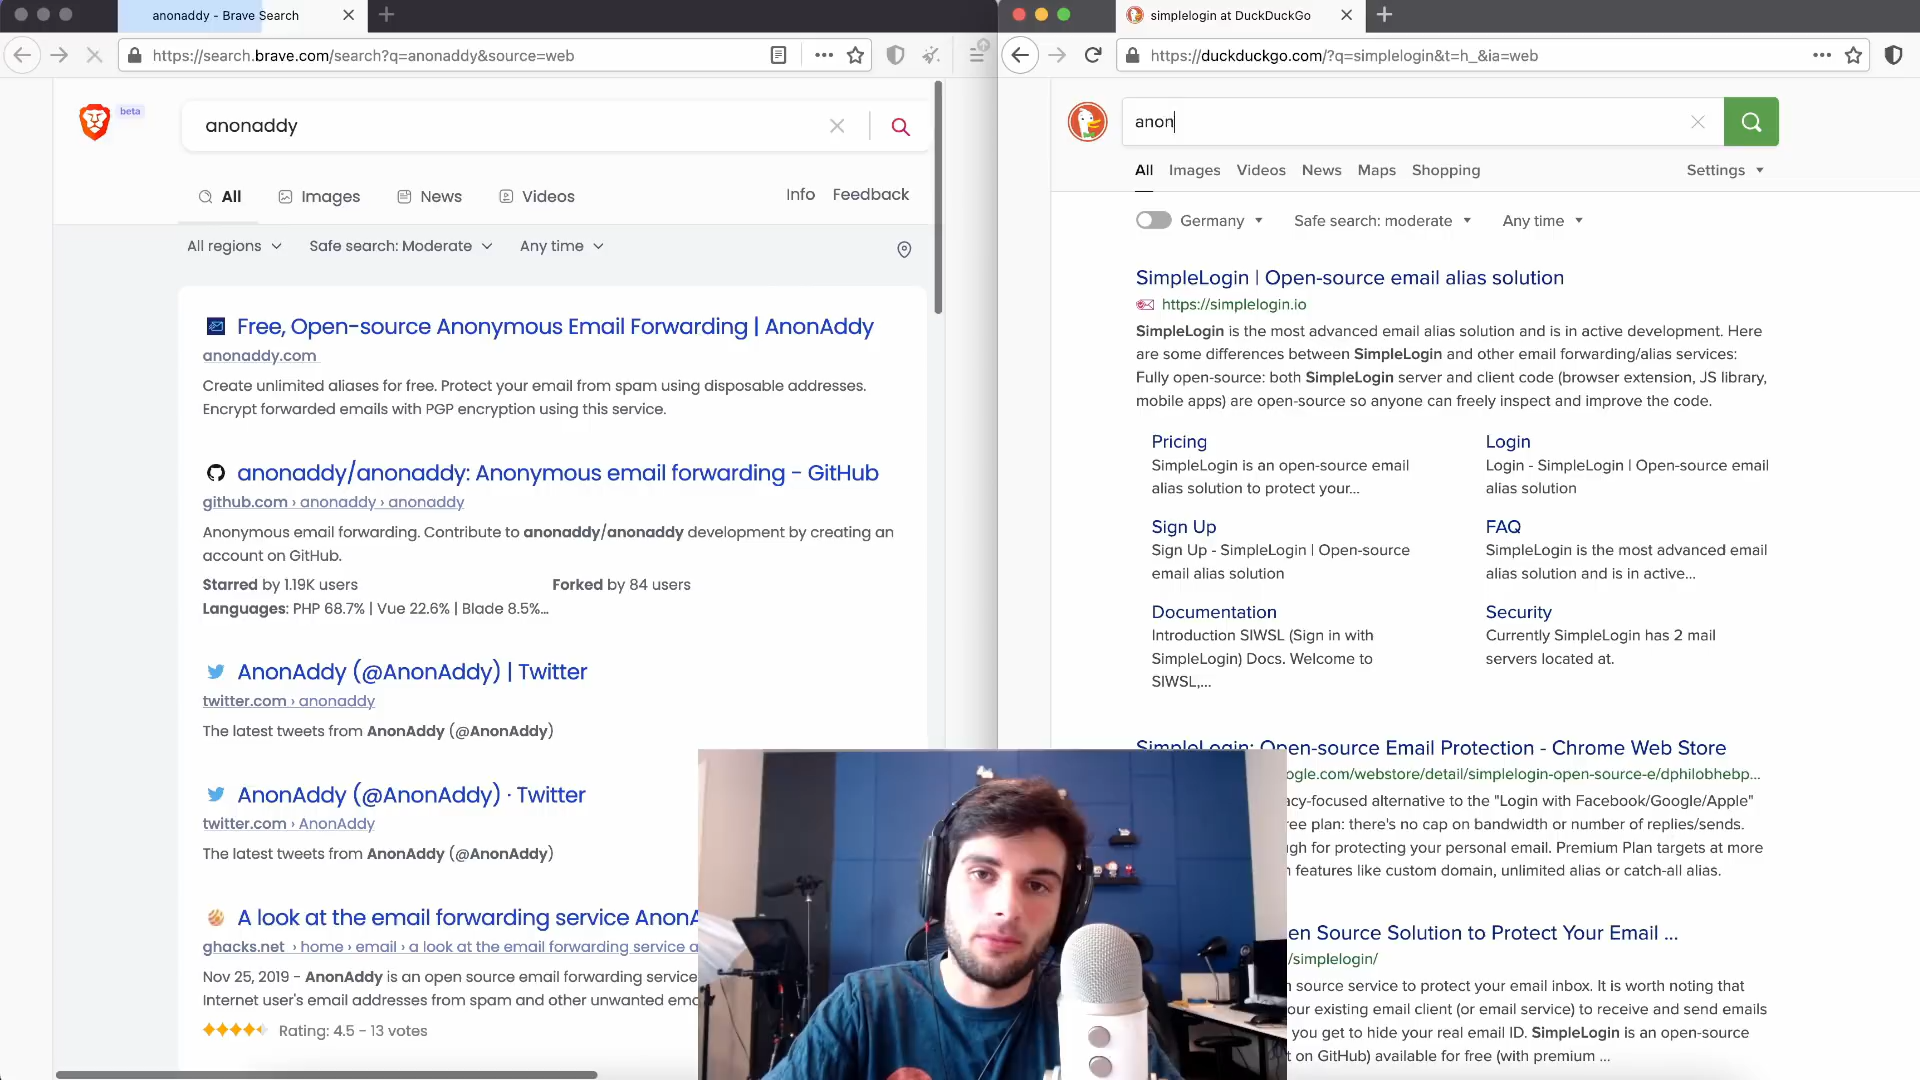 anonaddy - Brave Search
https://search.brave.com/search?q=anonaddy&source=web
beta
anonaddy
All
Images
News
Videos
Info
Feedback
All regions
Safe search: Moderate
Any time
Free, Open-source Anonymous Email Forwarding | AnonAddy
anonaddy.com
Create unlimited aliases for free. Protect your email from spam using disposable addresses.
Encrypt forwarded emails with PGP encryption using this service.
anonaddy/anonaddy: Anonymous email forwarding - GitHub
github.com › anonaddy › anonaddy
Anonymous email forwarding. Contribute to anonaddy/anonaddy development by creating an
account on GitHub.
Starred by 1.19K users
Forked by 84 users
Languages: PHP 68.7% | Vue 22.6% | Blade 8.5%...
AnonAddy (@AnonAddy) | Twitter
twitter.com › anonaddy
The latest tweets from AnonAddy (@AnonAddy)
AnonAddy (@AnonAddy) · Twitter
twitter.com › AnonAddy
The latest tweets from AnonAddy (@AnonAddy)
A look at the email forwarding service AnonA
ghacks.net › home › email › a look at the email forwarding service a
Nov 25, 2019 - AnonAddy is an open source email forwarding service
Internet user's email addresses from spam and other unwanted ema
Rating: 4.5 - 13 votes
simplelogin at DuckDuckGo
https://duckduckgo.com/?q=simplelogin&t=h_&ia=web
anon
All
Images
Videos
News
Maps
Shopping
Settings
Germany
Safe search: moderate
Any time
SimpleLogin | Open-source email alias solution
https://simplelogin.io
SimpleLogin is the most advanced email alias solution and is in active development. Here
are some differences between SimpleLogin and other email forwarding/alias services:
Fully open-source: both SimpleLogin server and client code (browser extension, JS library,
mobile apps) are open-source so anyone can freely inspect and improve the code.
Pricing
SimpleLogin is an open-source email
alias solution to protect your...
Login
Login - SimpleLogin | Open-source email
alias solution
Sign Up
Sign Up - SimpleLogin | Open-source
email alias solution
FAQ
SimpleLogin is the most advanced email
alias solution and is in active...
Documentation
Introduction SIWSL (Sign in with
SimpleLogin) Docs. Welcome to
SIWSL,...
Security
Currently SimpleLogin has 2 mail
servers located at.
SimpleLogin: Open-source Email Protection - Chrome Web Store
ogle.com/webstore/detail/simplelogin-open-source-e/dphilobhebp...
acy-focused alternative to the "Login with Facebook/Google/Apple"
ree plan: there's no cap on bandwidth or number of replies/sends.
gh for protecting your personal email. Premium Plan targets at more
features like custom domain, unlimited alias or catch-all alias.
en Source Solution to Protect Your Email ...
/simplelogin/
source service to protect your email inbox. It is worth noting that
our existing email client (or email service) to receive and send emails
you get to hide your real email ID. SimpleLogin is an open-source
t on GitHub) available for free (with premium ...